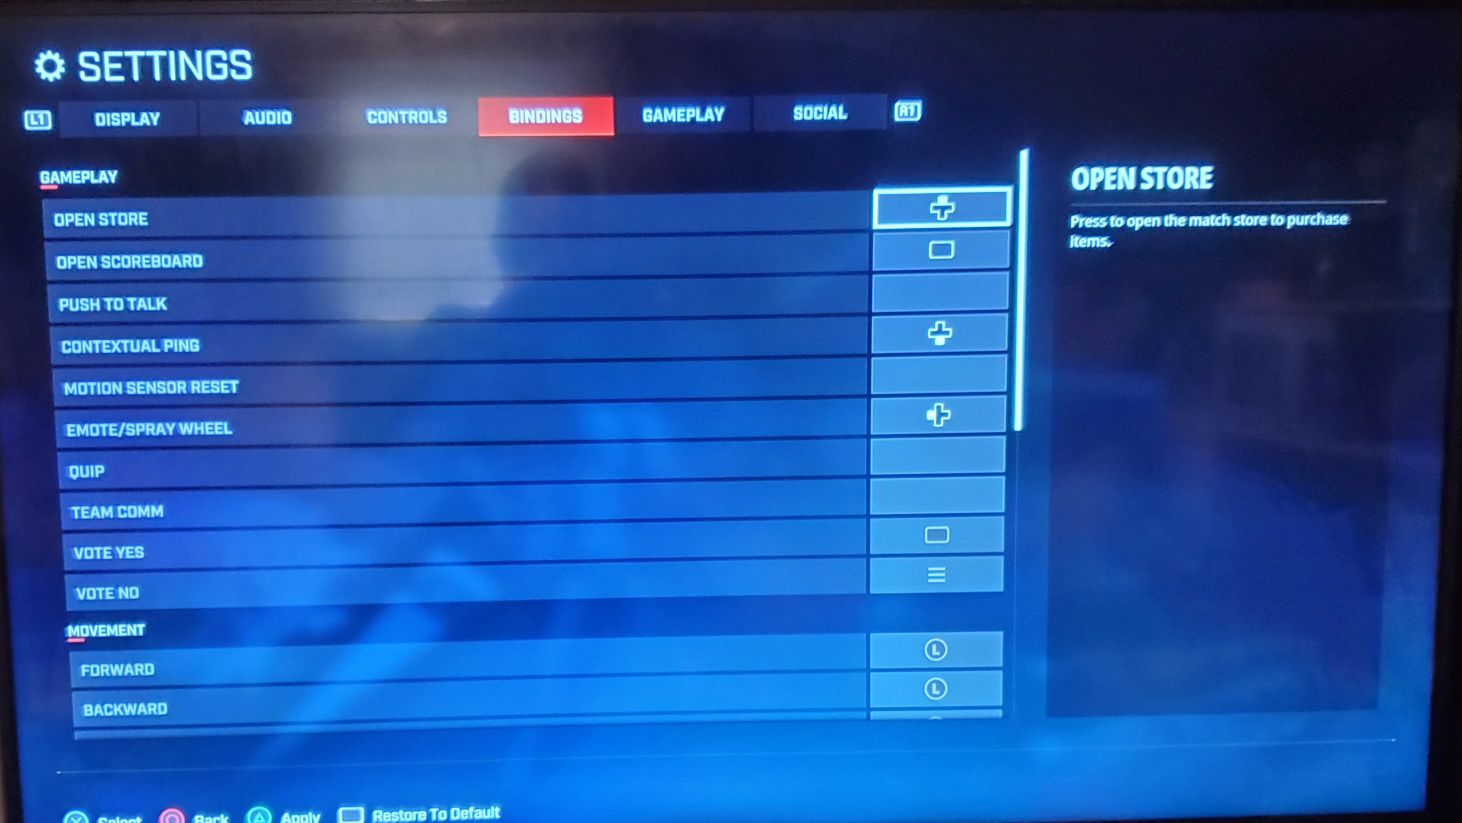 SETTINGS
L1 DISPLAY AUDIO CONTROLS BINDINGS GAMEPLAY SOCIAL R1
GAMEPLAY
OPEN STORE
OPEN SCOREBOARD
PUSH TO TALK
CONTEXTUAL PING
MOTION SENSOR RESET
EMOTE/SPRAY WHEEL
QUIP
TEAM COMM
VOTE YES
VOTE NO
MOVEMENT
FORWARD L
BACKWARD L
OPEN STORE
Press to open the match store to purchase
items.
Select Back Apply Restore To Default